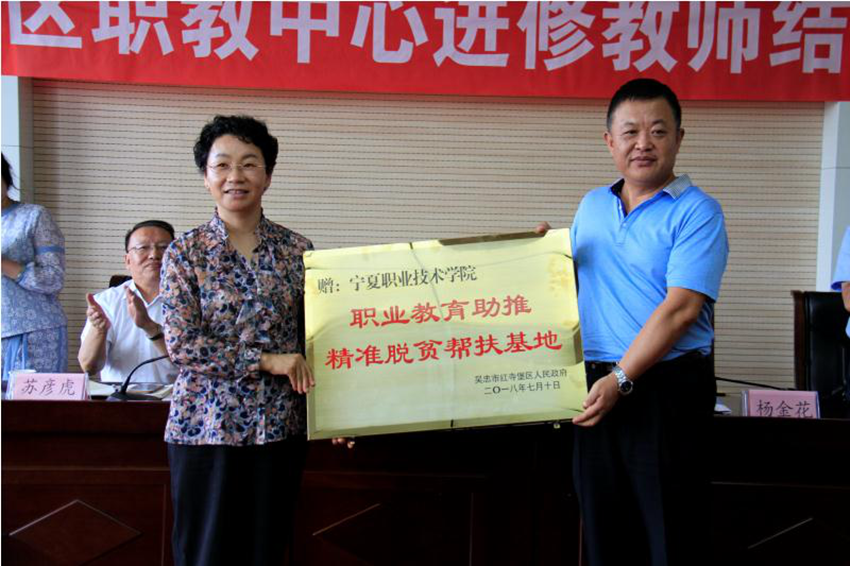 区职教中心进修教师结
赠：宁夏职业技术学院
职业教育助推
精准脱贫帮扶基地
吴忠市红寺堡区人民政府
二〇一八年七月十日
苏彦虎
杨金花